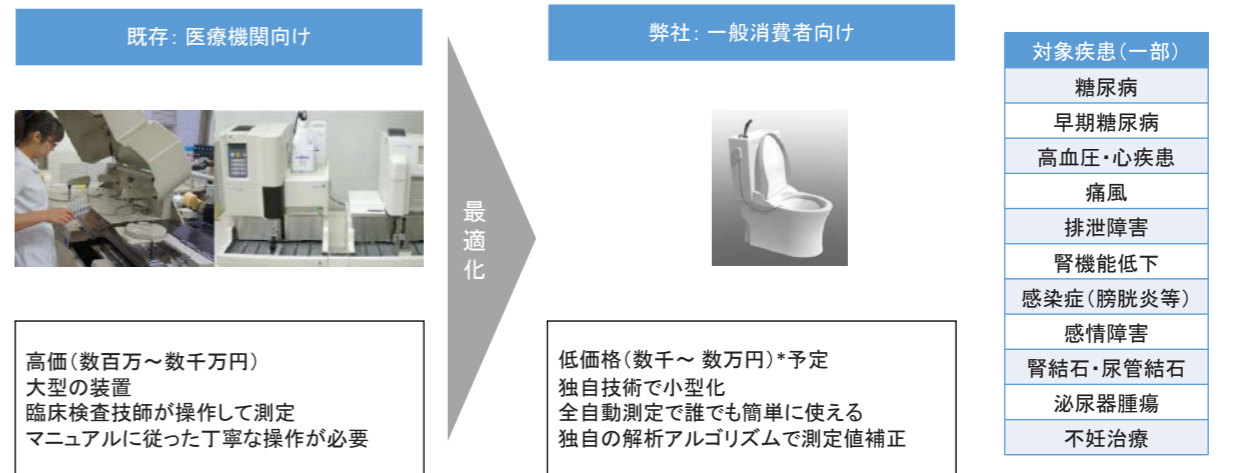 既存: 医療機関向け
高価（数百万～数千万円）
大型の装置
臨床検査技師が操作して測定
マニュアルに従った丁寧な操作が必要
最適化
弊社: 一般消費者向け
低価格（数千～ 数万円）*予定
独自技術で小型化
全自動測定で誰でも簡単に使える
独自の解析アルゴリズムで測定値補正
対象疾患（一部）
糖尿病
早期糖尿病
高血圧・心疾患
痛風
排泄障害
腎機能低下
感染症（膀胱炎等）
感情障害
腎結石・尿管結石
泌尿器腫瘍
不妊治療